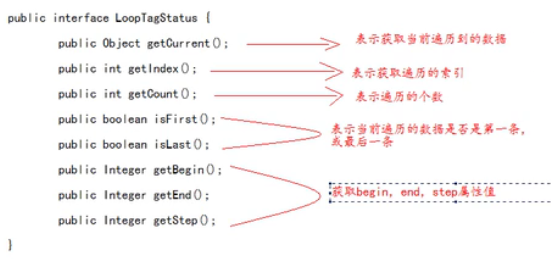 public interface LoopTagStatus {
public Object getCurrent(); 表示获取当前遍历到的数据
public int getIndex(); 表示获取遍历的索引
public int getCount(); 表示遍历的个数
public boolean isFirst(); 表示当前遍历的数据是否是第一条,
public boolean isLast(); 或最后一条
public Integer getBegin();
public Integer getEnd(); 获取begin, end, step属性值
public Integer getStep();
}